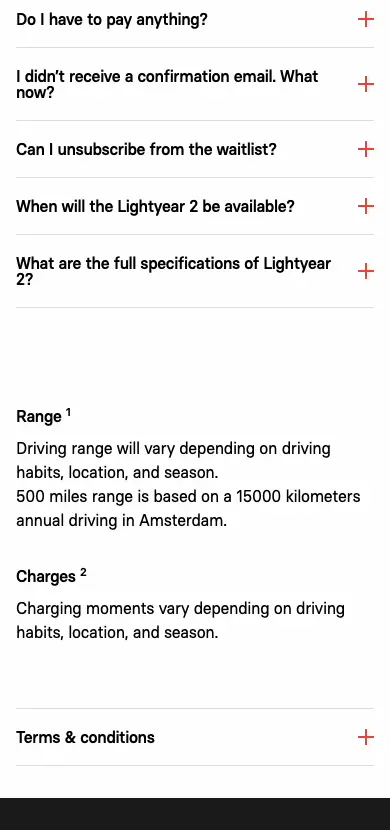 Do I have to pay anything?
I didn't receive a confirmation email. What
now?
Can I unsubscribe from the waitlist?
When will the Lightyear 2 be available?
What are the full specifications of Lightyear
2?
Range 1
Driving range will vary depending on driving
habits, location, and season.
500 miles range is based on a 15000 kilometers
annual driving in Amsterdam.
Charges 2
Charging moments vary depending on driving
habits, location, and season.
Terms & conditions